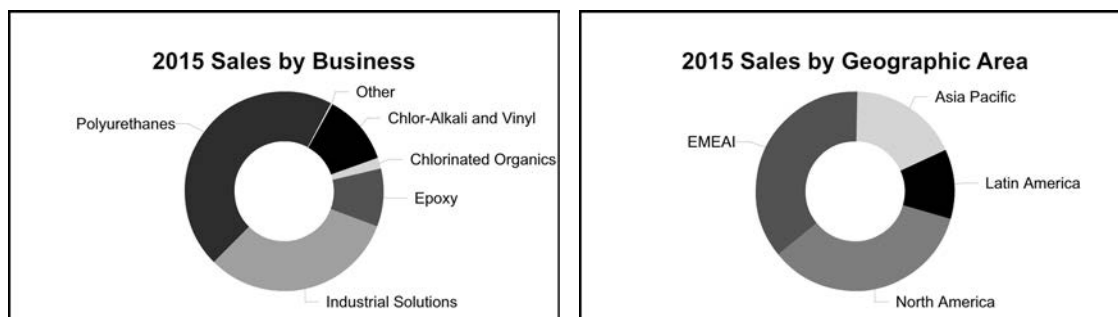 2015 Sales by Business
Other
Polyurethanes
Chlor-Alkali and Vinyl
Chlorinated Organics
Epoxy
Industrial Solutions
2015 Sales by Geographic Area
Asia Pacific
EMEAI
Latin America
North America